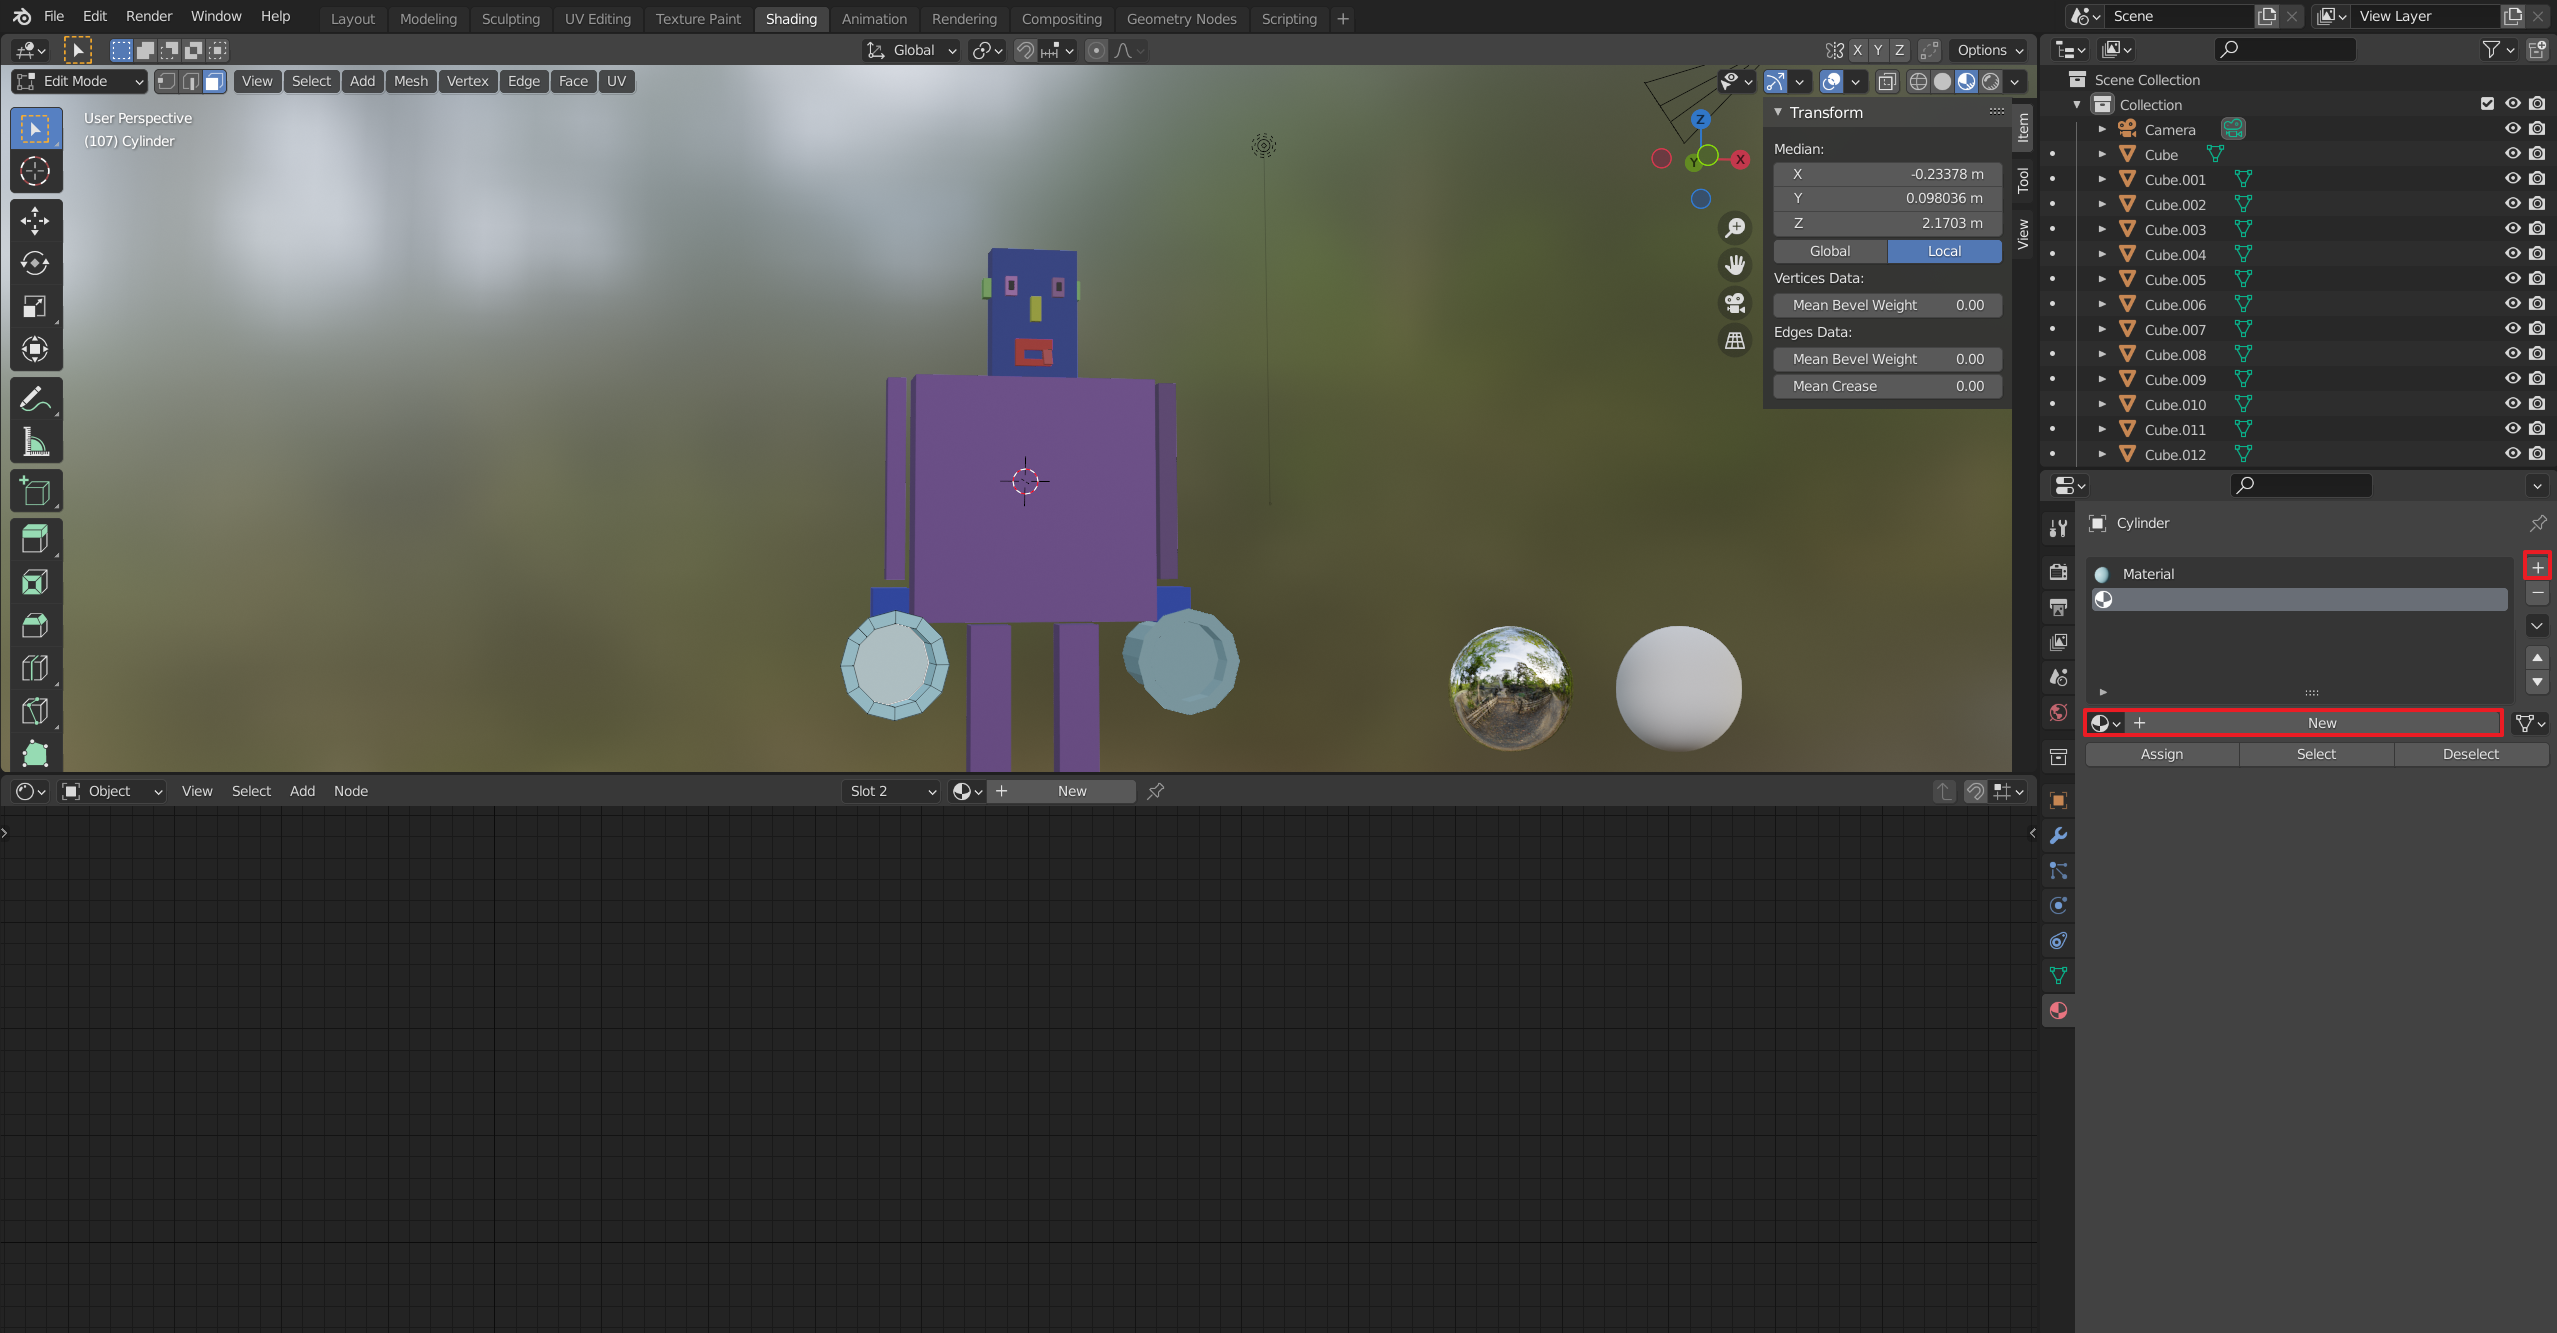 File Edit Render Window Help Layout Modeling Sculpting UV Editing Texture Paint Shading Animation Rendering Compositing Geometry Nodes Scripting + Scene View Layer
Global X Y Z Options
Edit Mode View Select Add Mesh Vertex Edge Face UV
User Perspective
(107) Cylinder
Z
Y
X
Transform
Median:
X -0.23378 m
Y 0.098036 m
Z 2.1703 m
Global Local
Vertices Data:
Mean Bevel Weight 0.00
Edges Data:
Mean Bevel Weight 0.00
Mean Crease 0.00
Item
Tool
View
Scene Collection
Collection
Camera
Cube
Cube.001
Cube.002
Cube.003
Cube.004
Cube.005
Cube.006
Cube.007
Cube.008
Cube.009
Cube.010
Cube.011
Cube.012
Cylinder
Material
+ New
Assign Select Deselect
Object View Select Add Node Slot 2 + New